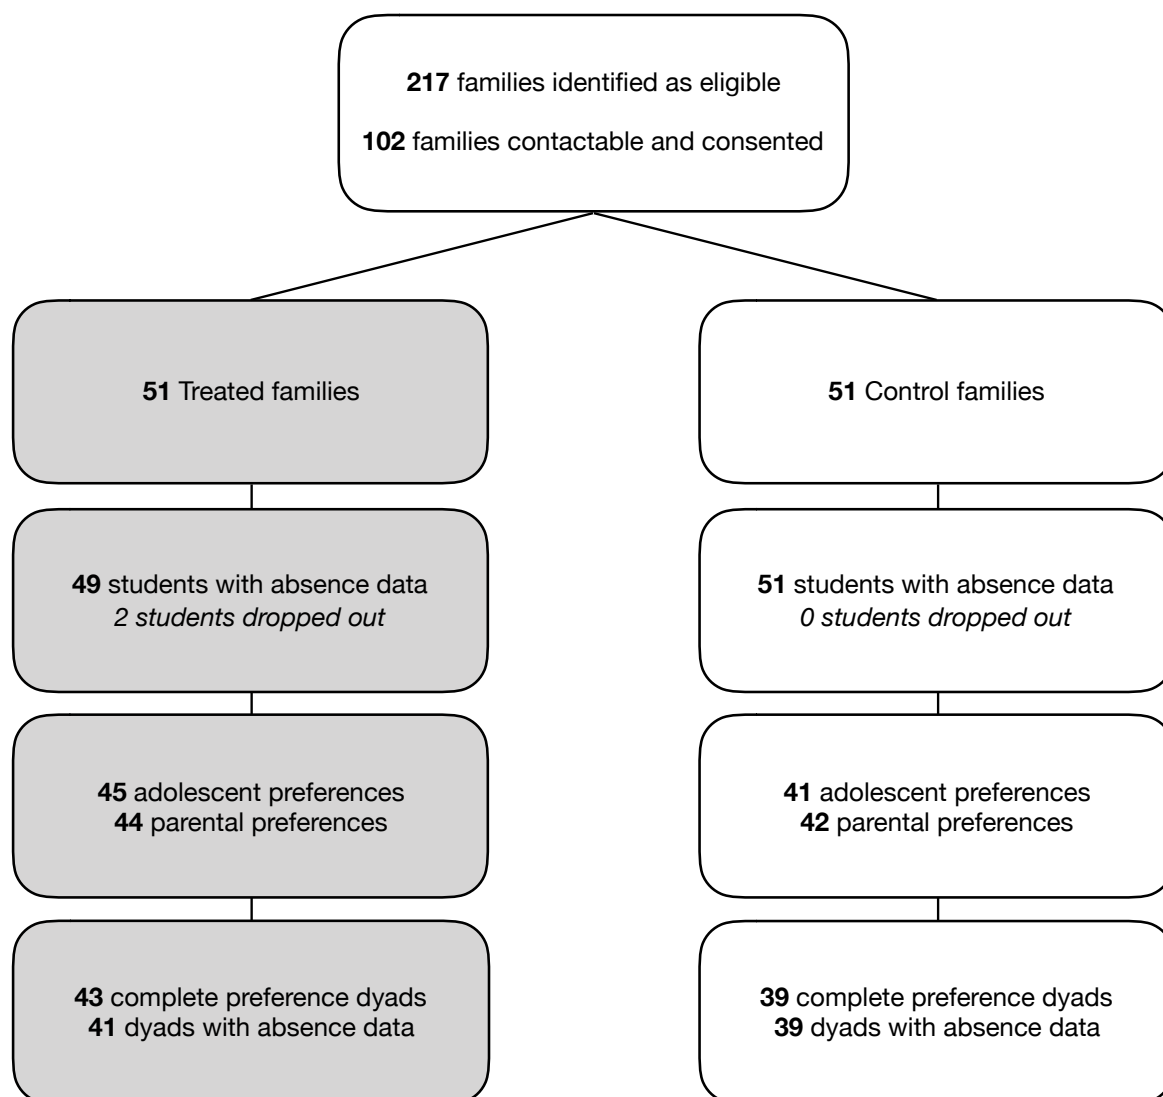 217 families identified as eligible
102 families contactable and consented
51 Treated families
51 Control families
49 students with absence data
2 students dropped out
51 students with absence data
0 students dropped out
45 adolescent preferences
44 parental preferences
41 adolescent preferences
42 parental preferences
43 complete preference dyads
41 dyads with absence data
39 complete preference dyads
39 dyads with absence data